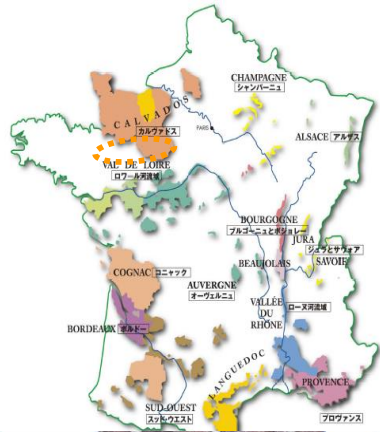 CHAMPAGNE
シャンパーニュ
CALVADOS
カルヴァドス
PARIS
ALSACE アルザス
VAL DE LOIRE
ロワール河流域
BOURGOGNE
ブルゴーニュとボジョレー
JURA
ジュラとサヴォア
BEAUJOLAIS
SAVOIE
COGNAC コニャック
AUVERGNE
オーヴェルニュ
VALLÉE
DU
RHÔNE
ローヌ河流域
BORDEAUX ボルドー
LANGUEDOC
PROVENCE
プロヴァンス
SUD-OUEST
スッド・ウエスト